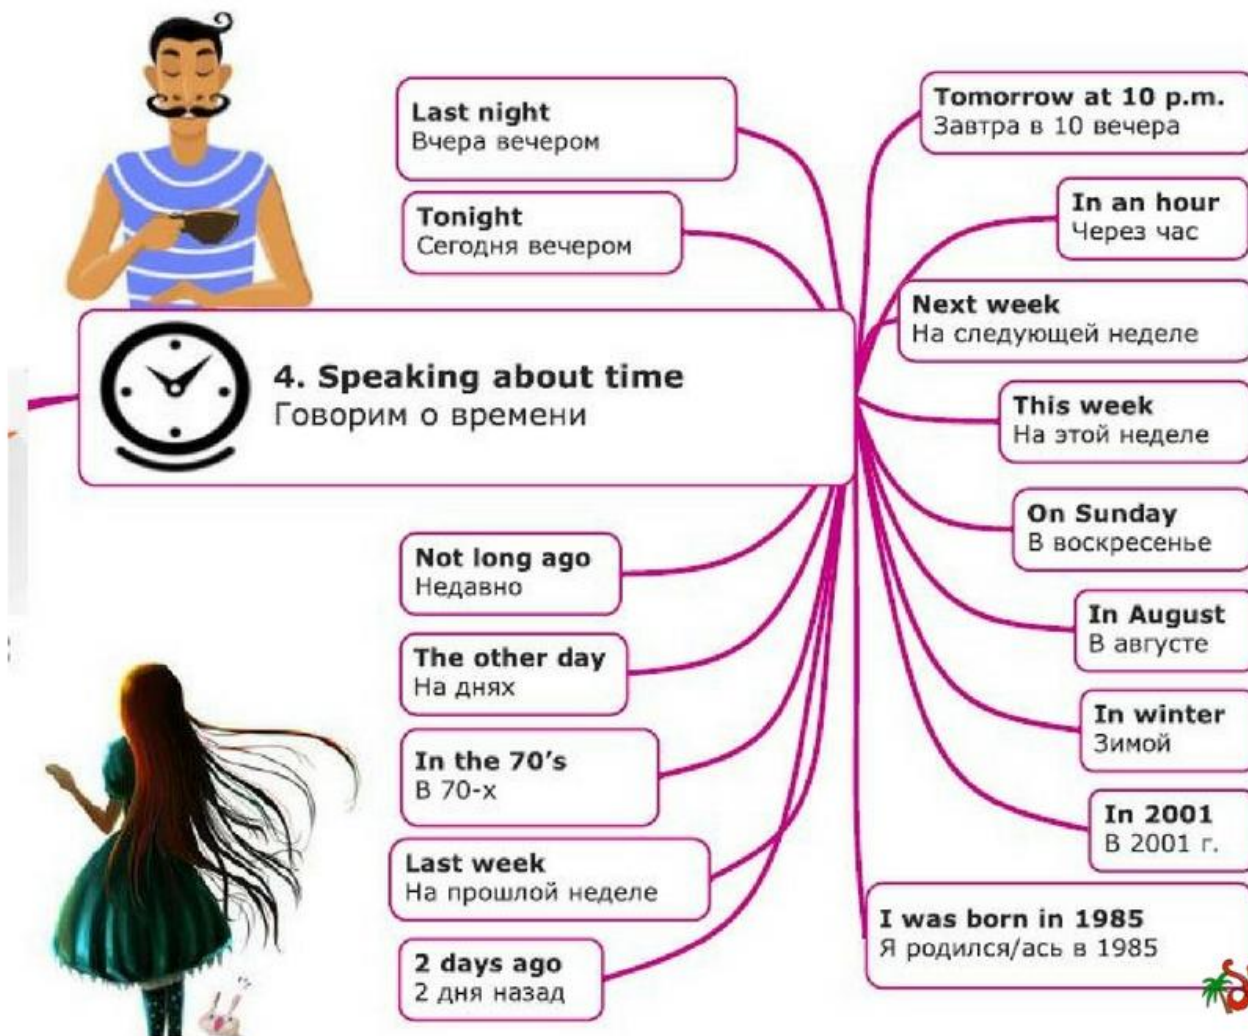 Last night
Вчера вечером
Tonight
Сегодня вечером
4. Speaking about time
Говорим о времени
Not long ago
Недавно
The other day
На днях
In the 70's
В 70-х
Last week
На прошлой неделе
2 days ago
2 дня назад
Tomorrow at 10 p.m.
Завтра в 10 вечера
In an hour
Через час
Next week
На следующей неделе
This week
На этой неделе
On Sunday
В воскресенье
In August
В августе
In winter
Зимой
In 2001
В 2001 г.
I was born in 1985
Я родился/ась в 1985